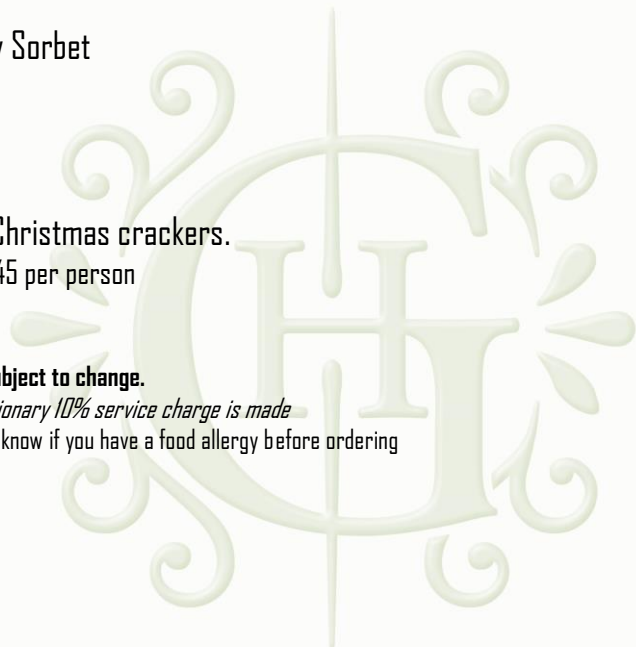 Sorbet
Christmas crackers.
45 per person
bject to change.
ionary 10% service charge is made
know if you have a food allergy before ordering
GH